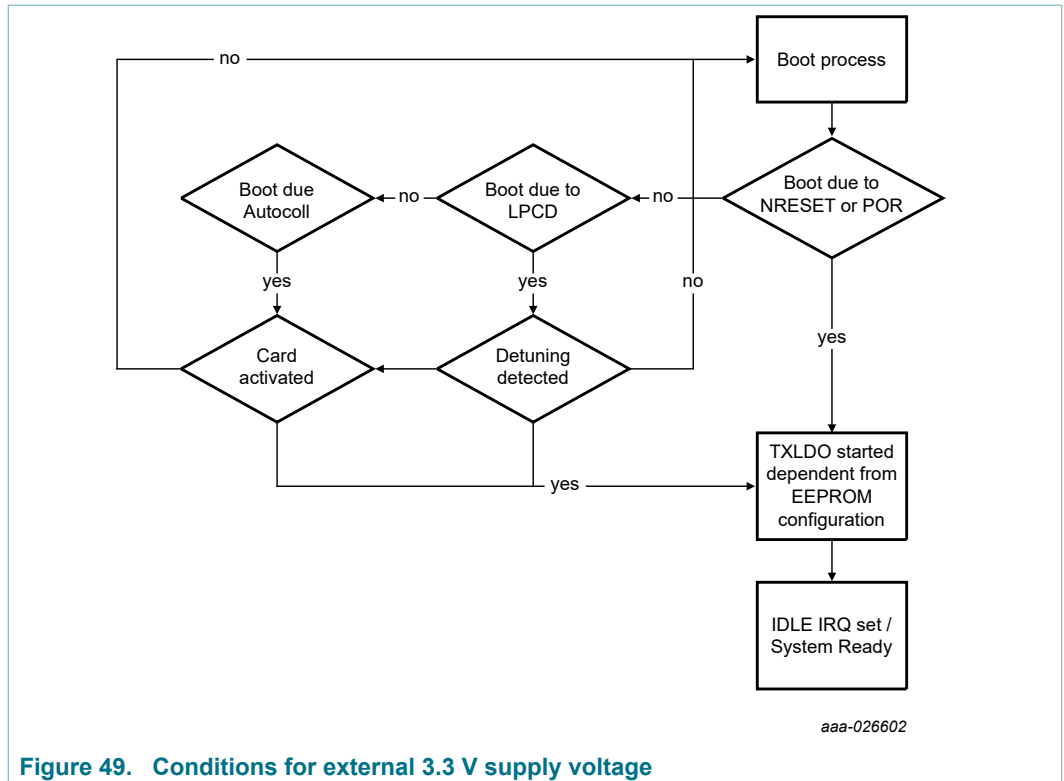 no
Boot process
Boot due
Autocoll
no
Boot due to
LPCD
no
Boot due to
NRESET or POR
yes
yes
no
yes
Card
activated
Detuning
detected
TXLDO started
dependent from
EEPROM
configuration
yes
IDLE IRQ set /
System Ready
aaa-026602
Figure 49. Conditions for external 3.3 V supply voltage